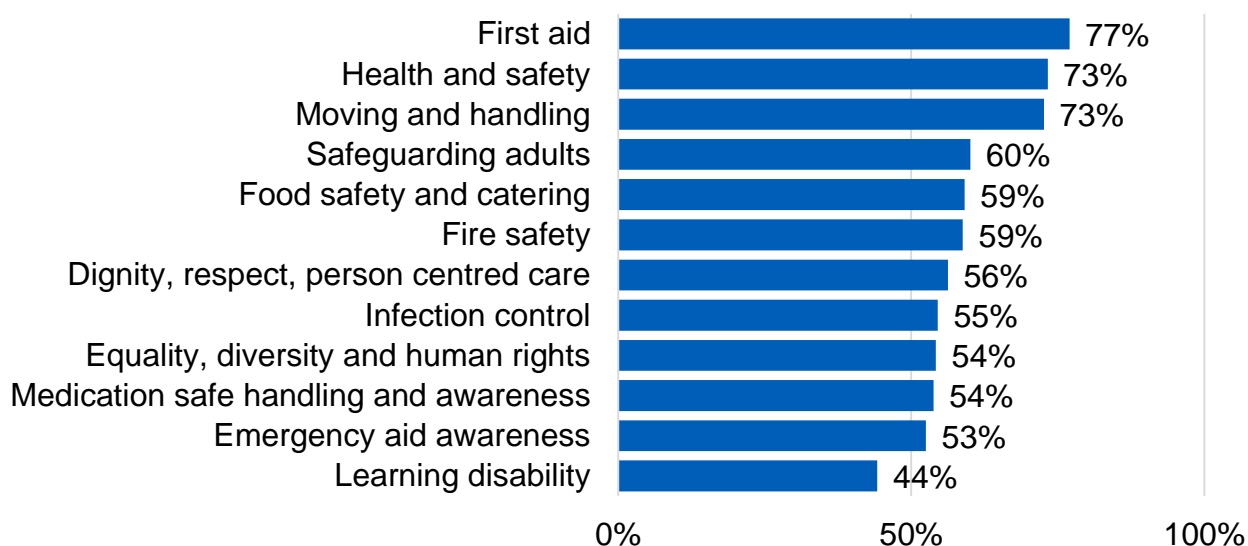 First aid 77%
Health and safety 73%
Moving and handling 73%
Safeguarding adults 60%
Food safety and catering 59%
Fire safety 59%
Dignity, respect, person centred care 56%
Infection control 55%
Equality, diversity and human rights 54%
Medication safe handling and awareness 54%
Emergency aid awareness 53%
Learning disability 44%
0% 50% 100%